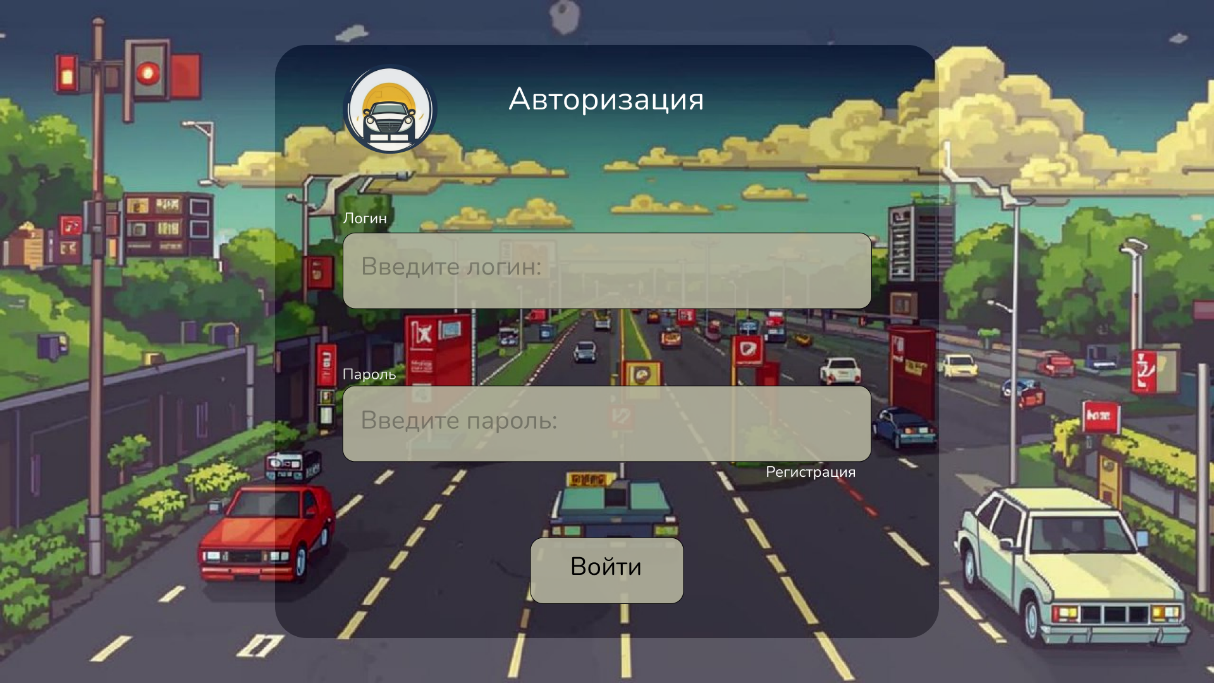 Авторизация
Логин
Введите логин:
Пароль
Введите пароль:
Регистрация
Войти